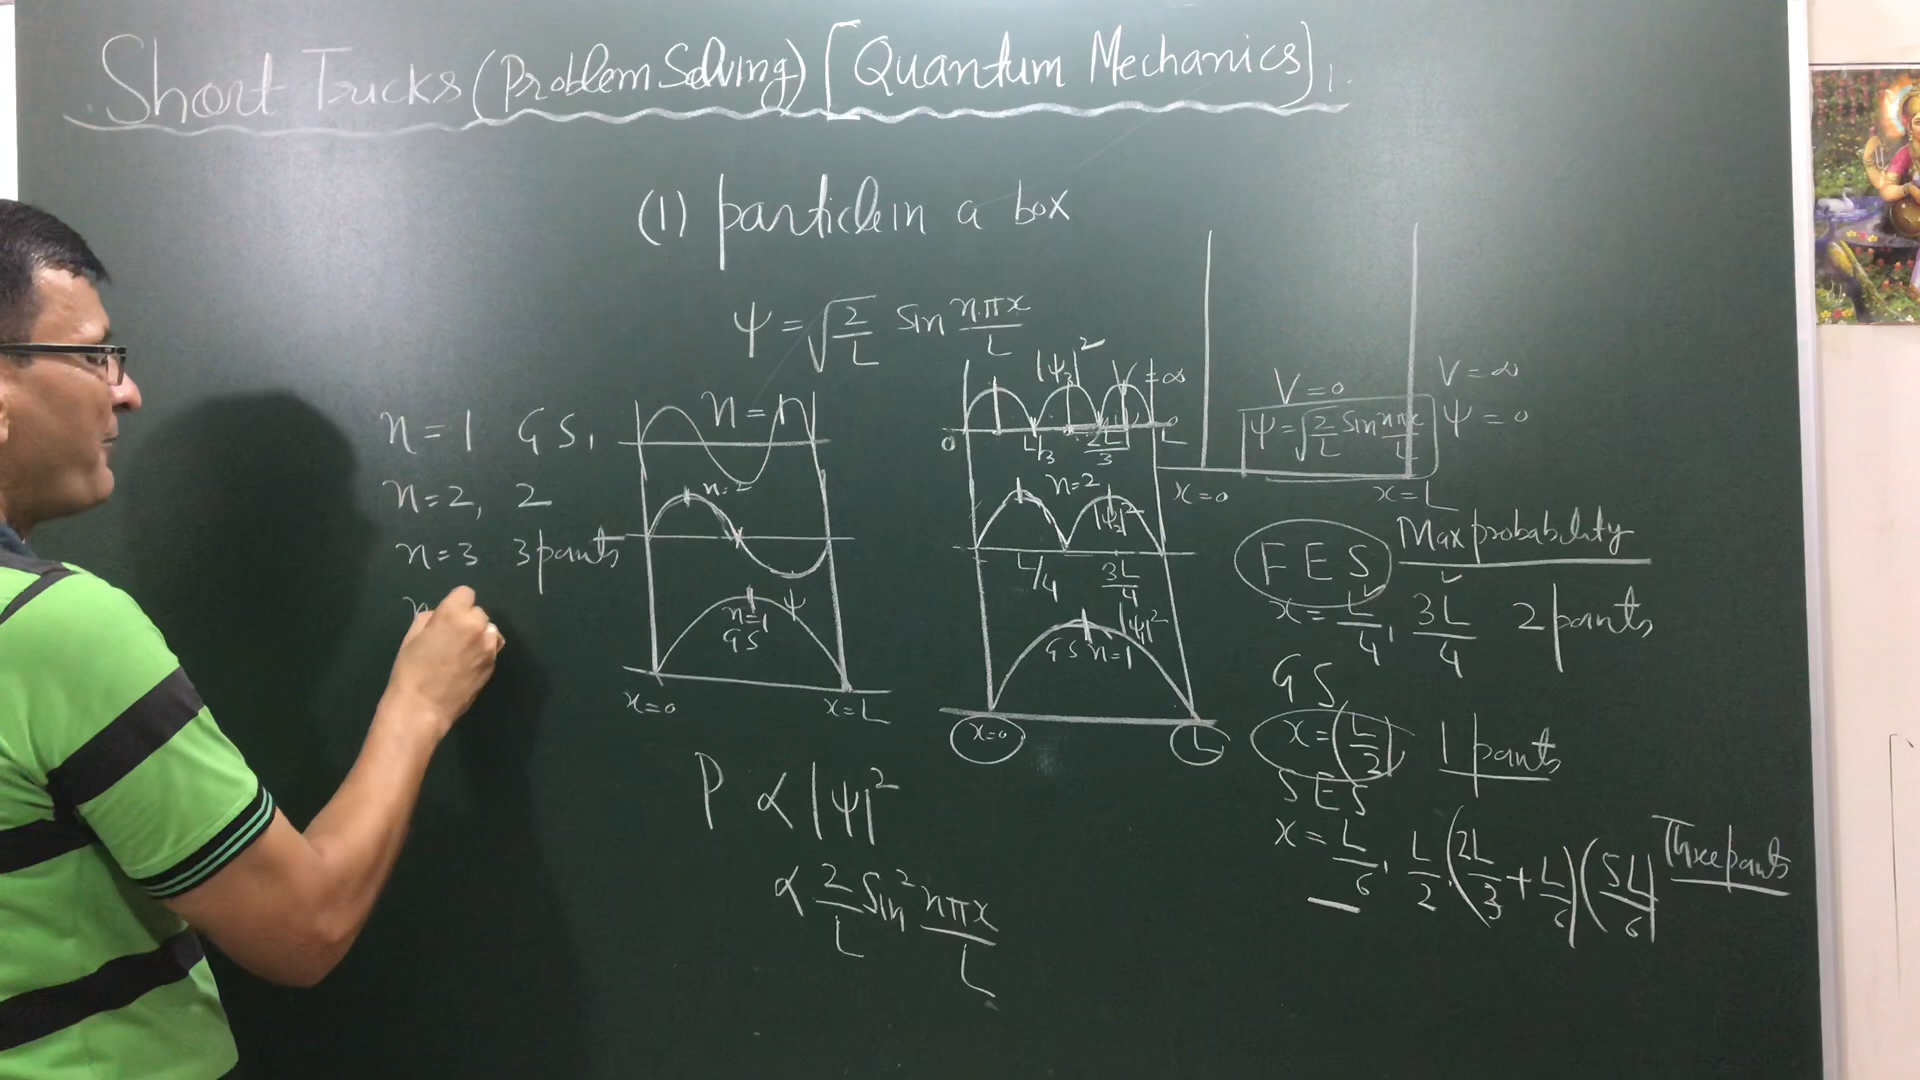 Short Tricks (Problem Solving) [Quantum Mechanics].
(1) particle in a box
ψ = √(2/L) sin nπx/L
n=1 GS,
n=2, 2
n=3 3 points
n
n=
n=2
n=1 ψ
GS
x=0 x=L
|ψ₃|² V=∞
0 L/3 2L/3 L
n=2 |ψ₂|²
L/4 3L/4
GS n=1 |ψ₁|²
x=0 L
V=0
ψ=√(2/L) sin nπx/L
V=∞
ψ=0
x=0 x=L
P ∝ |ψ|²
∝ 2/L sin² nπx/L
FES Max probability
x = L/4, 3L/4 2 points
GS
x = (L/2) 1 points
SES
x = L/6, L/2, (2L/3 + L/6) (5L/6) Three points